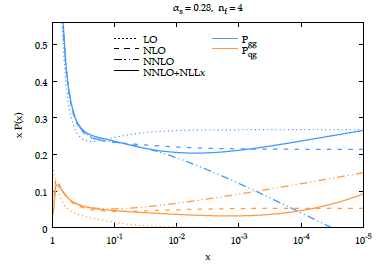 αs = 0.28, nf = 4
LO
NLO
NNLO
NNLO+NLLx
Pgg
Pqg
x P(x)
0.5
0.4
0.3
0.2
0.1
0
1 10-1 10-2 10-3 10-4 10-5
x